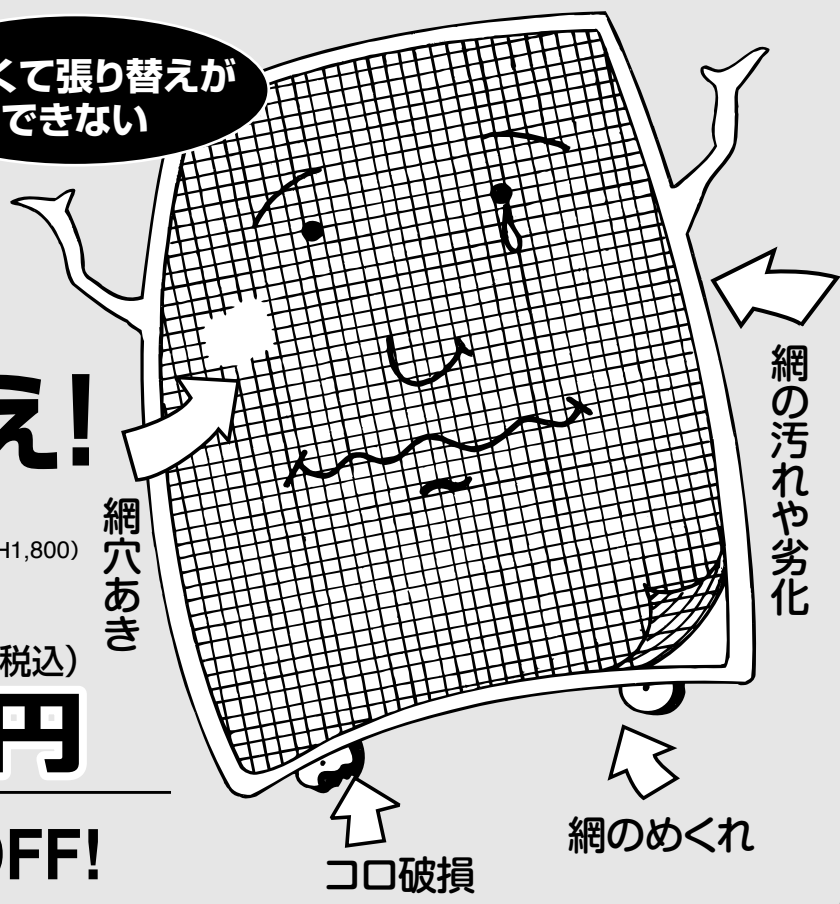 くて張り替えが
できない
え!
H1,800)
税込)
円
OFF!
網穴あき
網の汚れや劣化
網のめくれ
コロ破損